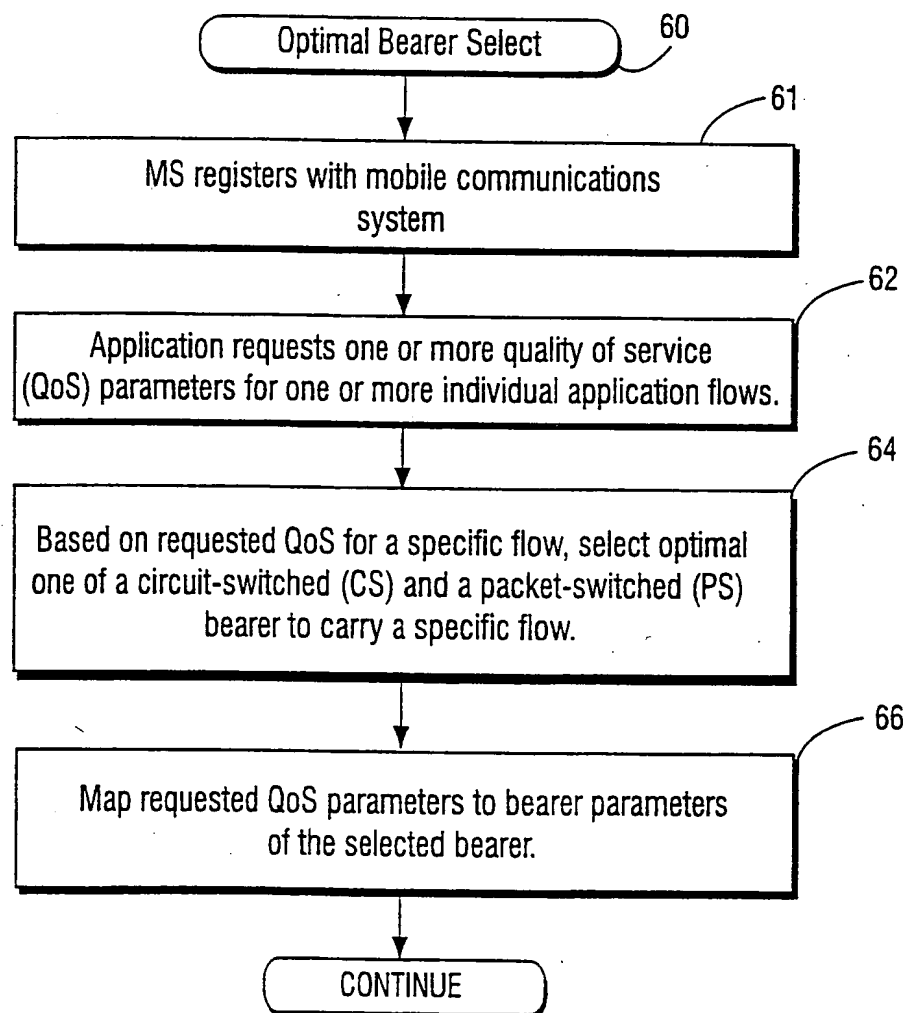 Optimal Bearer Select
60
61
MS registers with mobile communications
system
62
Application requests one or more quality of service
(QoS) parameters for one or more individual application flows.
64
Based on requested QoS for a specific flow, select optimal
one of a circuit-switched (CS) and a packet-switched (PS)
bearer to carry a specific flow.
66
Map requested QoS parameters to bearer parameters
of the selected bearer.
CONTINUE